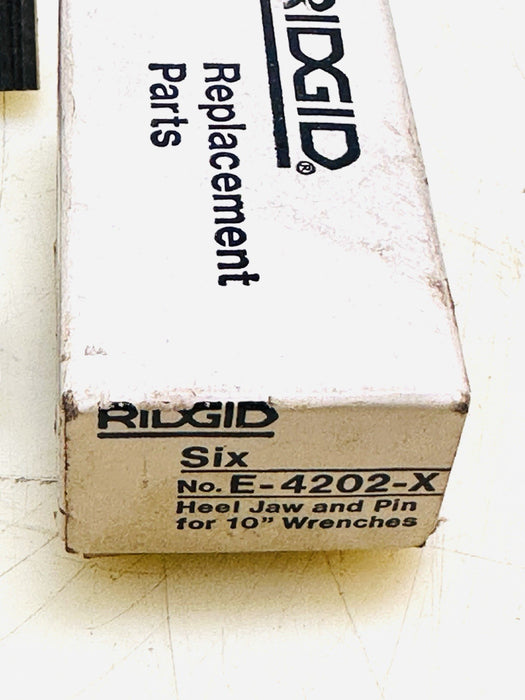 RIDGID®
Replacement
Parts
RIDGID
Six
No. E-4202-X
Heel Jaw and Pin
for 10" Wrenches